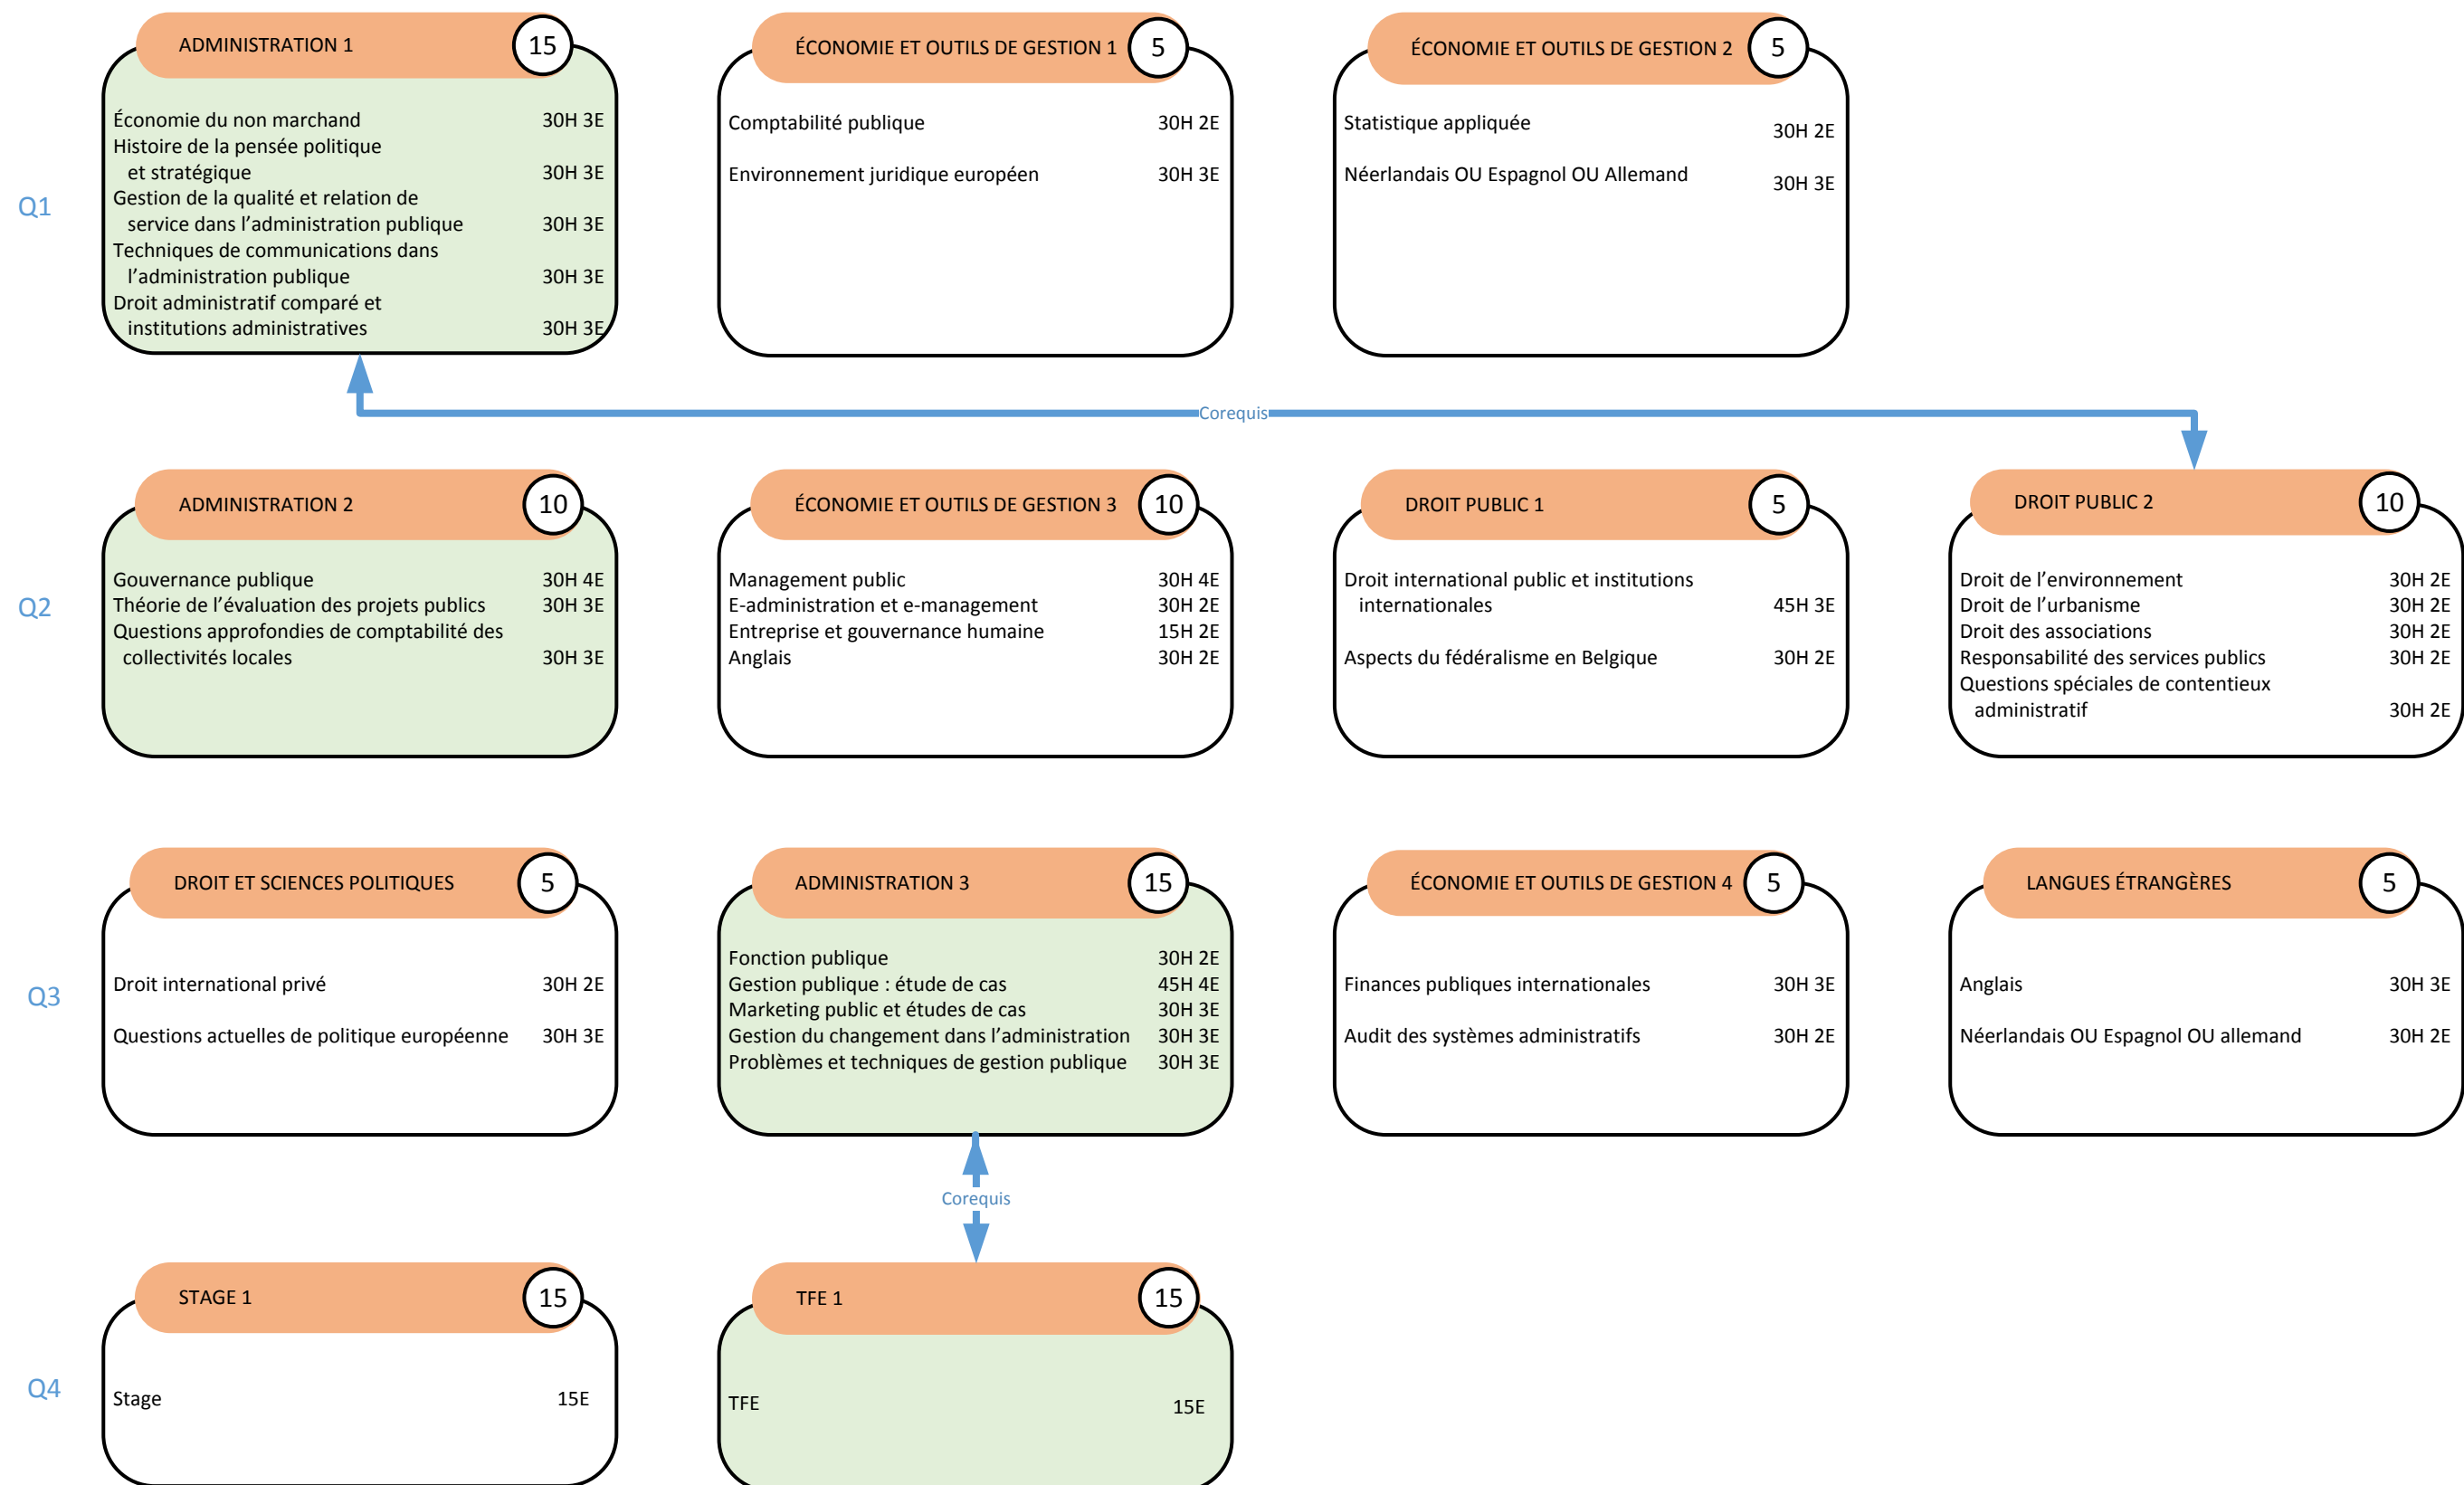 Q1
ADMINISTRATION 1 15
Économie du non marchand 30H 3E
Histoire de la pensée politique
et stratégique 30H 3E
Gestion de la qualité et relation de
service dans l'administration publique 30H 3E
Techniques de communications dans
l'administration publique 30H 3E
Droit administratif comparé et
institutions administratives 30H 3E
ÉCONOMIE ET OUTILS DE GESTION 1 5
Comptabilité publique 30H 2E
Environnement juridique européen 30H 3E
ÉCONOMIE ET OUTILS DE GESTION 2 5
Statistique appliquée 30H 2E
Néerlandais OU Espagnol OU Allemand 30H 3E
Corequis
Q2
ADMINISTRATION 2 10
Gouvernance publique 30H 4E
Théorie de l'évaluation des projets publics 30H 3E
Questions approfondies de comptabilité des
collectivités locales 30H 3E
ÉCONOMIE ET OUTILS DE GESTION 3 10
Management public 30H 4E
E-administration et e-management 30H 2E
Entreprise et gouvernance humaine 15H 2E
Anglais 30H 2E
DROIT PUBLIC 1 5
Droit international public et institutions
internationales 45H 3E
Aspects du fédéralisme en Belgique 30H 2E
DROIT PUBLIC 2 10
Droit de l'environnement 30H 2E
Droit de l'urbanisme 30H 2E
Droit des associations 30H 2E
Responsabilité des services publics 30H 2E
Questions spéciales de contentieux
administratif 30H 2E
Q3
DROIT ET SCIENCES POLITIQUES 5
Droit international privé 30H 2E
Questions actuelles de politique européenne 30H 3E
ADMINISTRATION 3 15
Fonction publique 30H 2E
Gestion publique : étude de cas 45H 4E
Marketing public et études de cas 30H 3E
Gestion du changement dans l'administration 30H 3E
Problèmes et techniques de gestion publique 30H 3E
ÉCONOMIE ET OUTILS DE GESTION 4 5
Finances publiques internationales 30H 3E
Audit des systèmes administratifs 30H 2E
LANGUES ÉTRANGÈRES 5
Anglais 30H 3E
Néerlandais OU Espagnol OU allemand 30H 2E
Corequis
Q4
STAGE 1 15
Stage 15E
TFE 1 15
TFE 15E